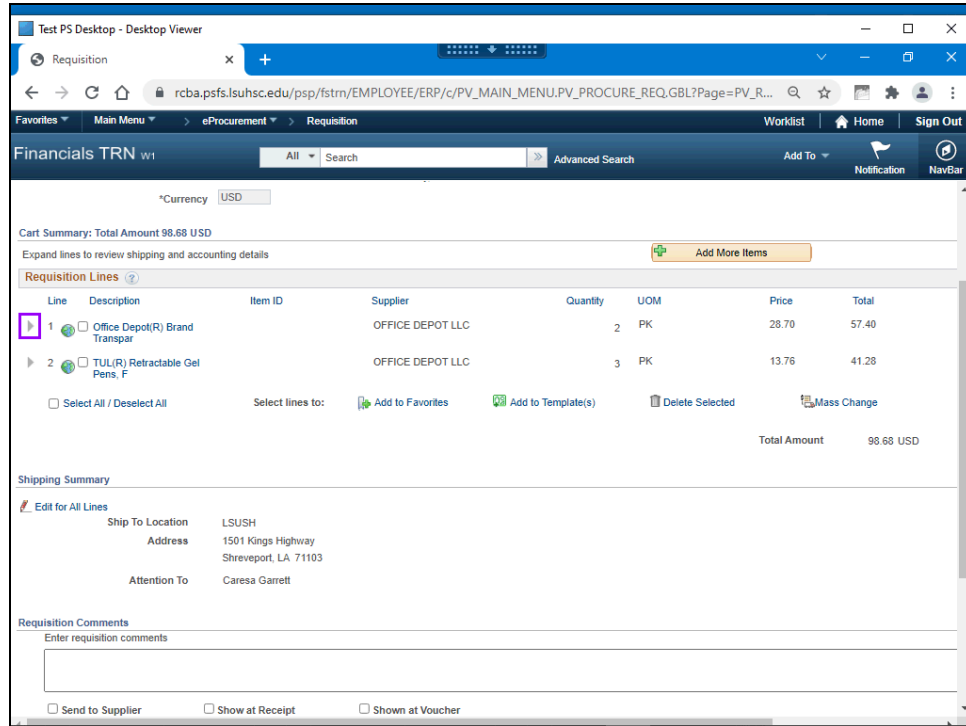 Test PS Desktop - Desktop Viewer
Requisition
rcba.psfs.lsuhsc.edu/psp/fstrn/EMPLOYEE/ERP/c/PV_MAIN_MENU.PV_PROCURE_REQ.GBL?Page=PV_R...
Favorites Main Menu > eProcurement > Requisition Worklist Home Sign Out
Financials TRN W1 All Search Advanced Search Add To Notification NavBar
*Currency USD
Cart Summary: Total Amount 98.68 USD
Expand lines to review shipping and accounting details Add More Items
Requisition Lines ?
Line Description Item ID Supplier Quantity UOM Price Total
1 Office Depot(R) Brand Transpar OFFICE DEPOT LLC 2 PK 28.70 57.40
2 TUL(R) Retractable Gel Pens, F OFFICE DEPOT LLC 3 PK 13.76 41.28
Select All / Deselect All Select lines to: Add to Favorites Add to Template(s) Delete Selected Mass Change
Total Amount 98.68 USD
Shipping Summary
Edit for All Lines
Ship To Location LSUSH
Address 1501 Kings Highway
Shreveport, LA 71103
Attention To Caresa Garrett
Requisition Comments
Enter requisition comments
Send to Supplier Show at Receipt Shown at Voucher